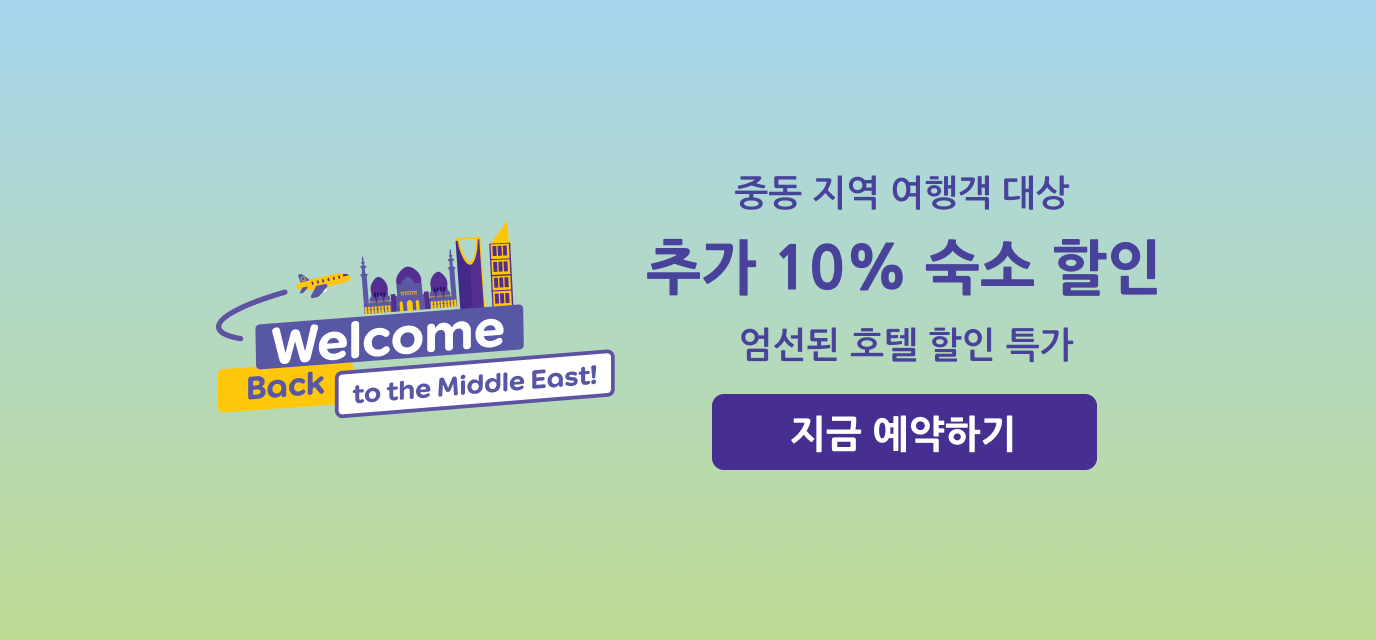 Welcome
Back
to the Middle East!
중동 지역 여행객 대상
추가 10% 숙소 할인
엄선된 호텔 할인 특가
지금 예약하기